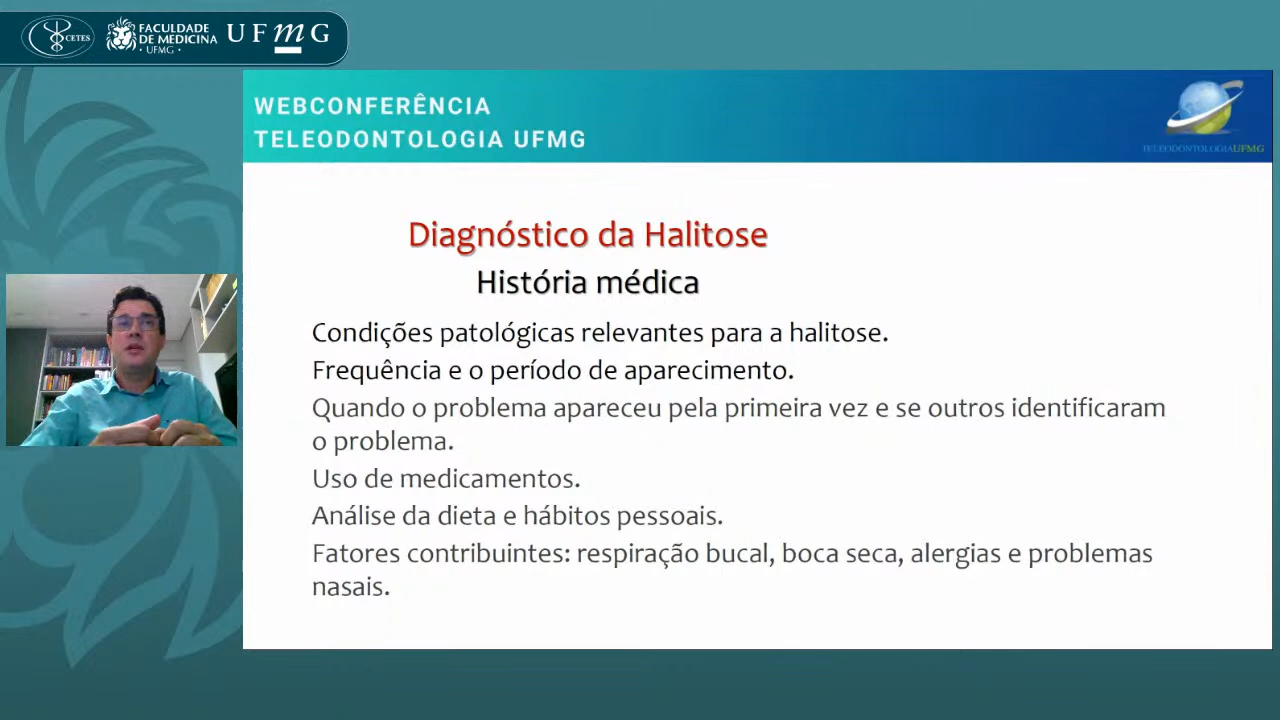 CETES
FACULDADE
DE MEDICINA
· UFMG ·
UFmG
WEBCONFERÊNCIA
TELEODONTOLOGIA UFMG
TELEODONTOLOGIAUFMG
Diagnóstico da Halitose
História médica
Condições patológicas relevantes para a halitose.
Frequência e o período de aparecimento.
Quando o problema apareceu pela primeira vez e se outros identificaram
o problema.
Uso de medicamentos.
Análise da dieta e hábitos pessoais.
Fatores contribuintes: respiração bucal, boca seca, alergias e problemas
nasais.